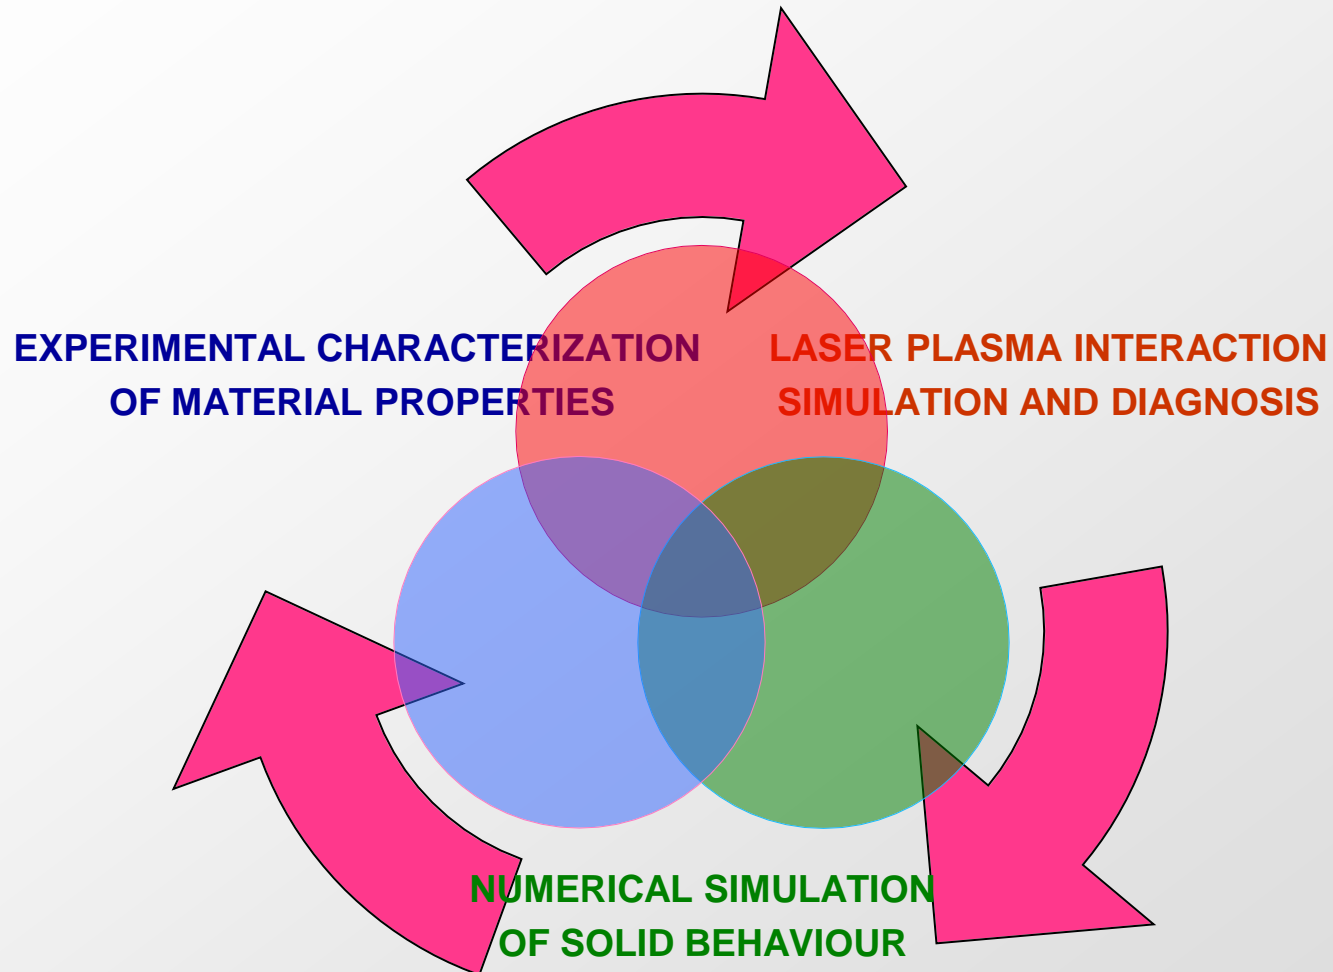 EXPERIMENTAL CHARACTERIZATION
OF MATERIAL PROPERTIES
LASER PLASMA INTERACTION
SIMULATION AND DIAGNOSIS
NUMERICAL SIMULATION
OF SOLID BEHAVIOUR